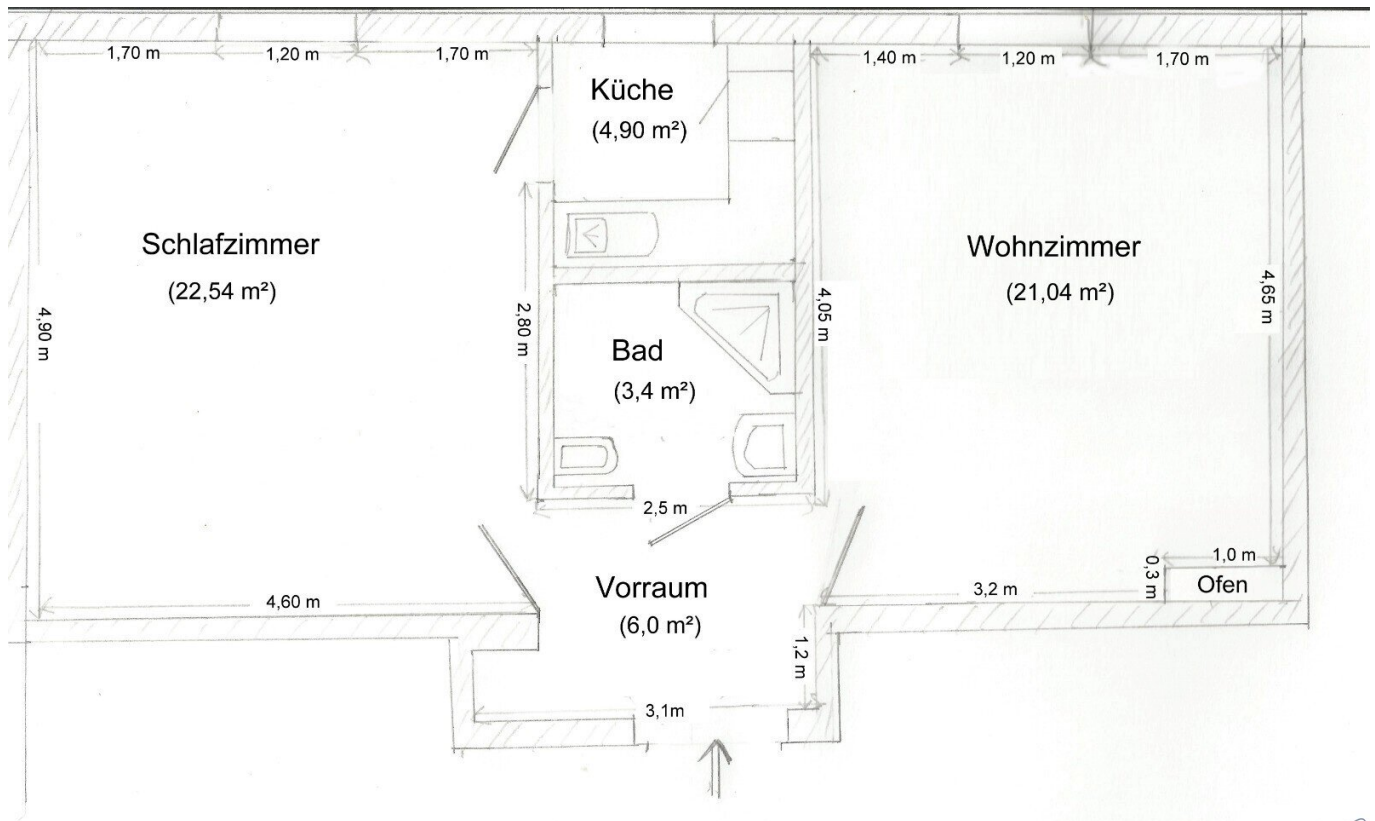 1,70 m
1,20 m
1,70 m
1,40 m
1,20 m
1,70 m
Küche
(4,90 m²)
Schlafzimmer
(22,54 m²)
Wohnzimmer
(21,04 m²)
4,90 m
2,80 m
4,05 m
4,65 m
Bad
(3,4 m²)
2,5 m
Vorraum
(6,0 m²)
4,60 m
3,2 m
0,3 m
1,0 m
Ofen
1,2 m
3,1m